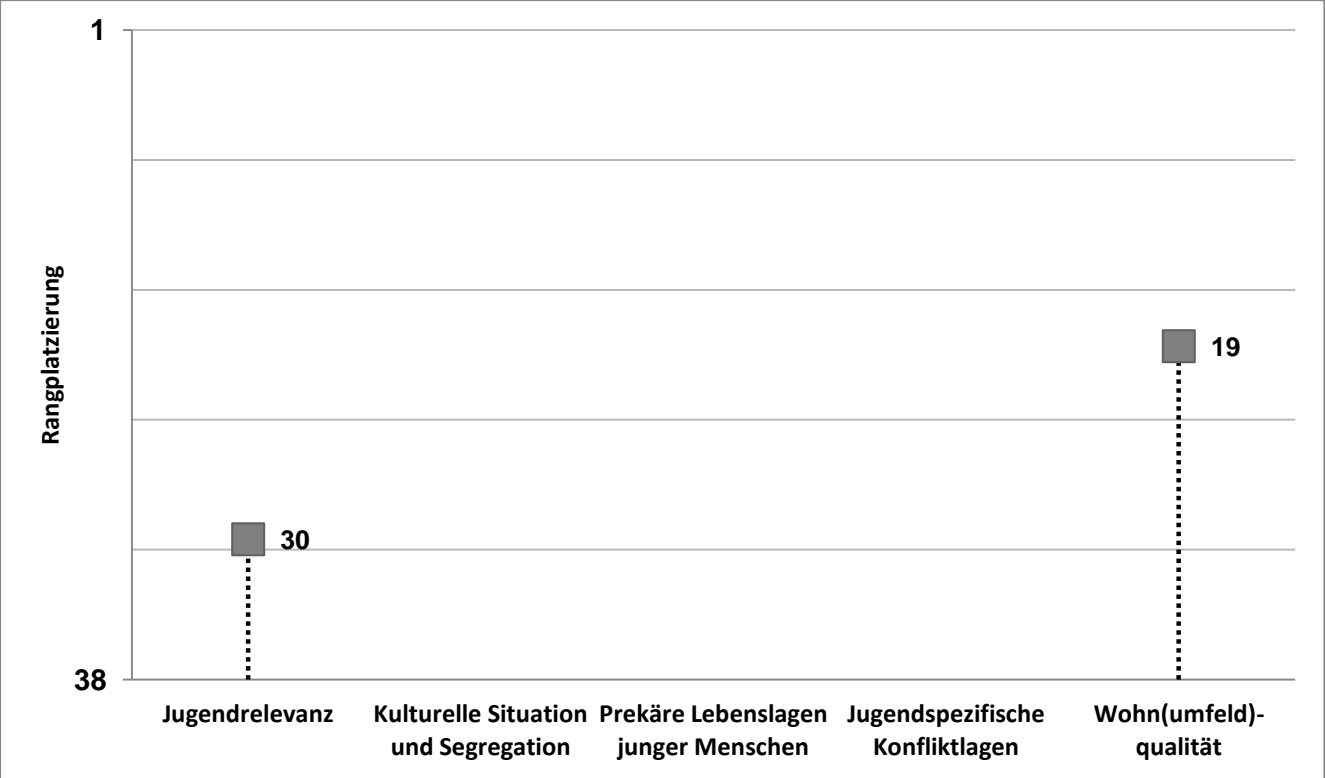 1
Rangplatzierung
19
30
38
Jugendrelevanz
Kulturelle Situation
und Segregation
Prekäre Lebenslagen
junger Menschen
Jugendspezifische
Konfliktlagen
Wohn(umfeld)-
qualität